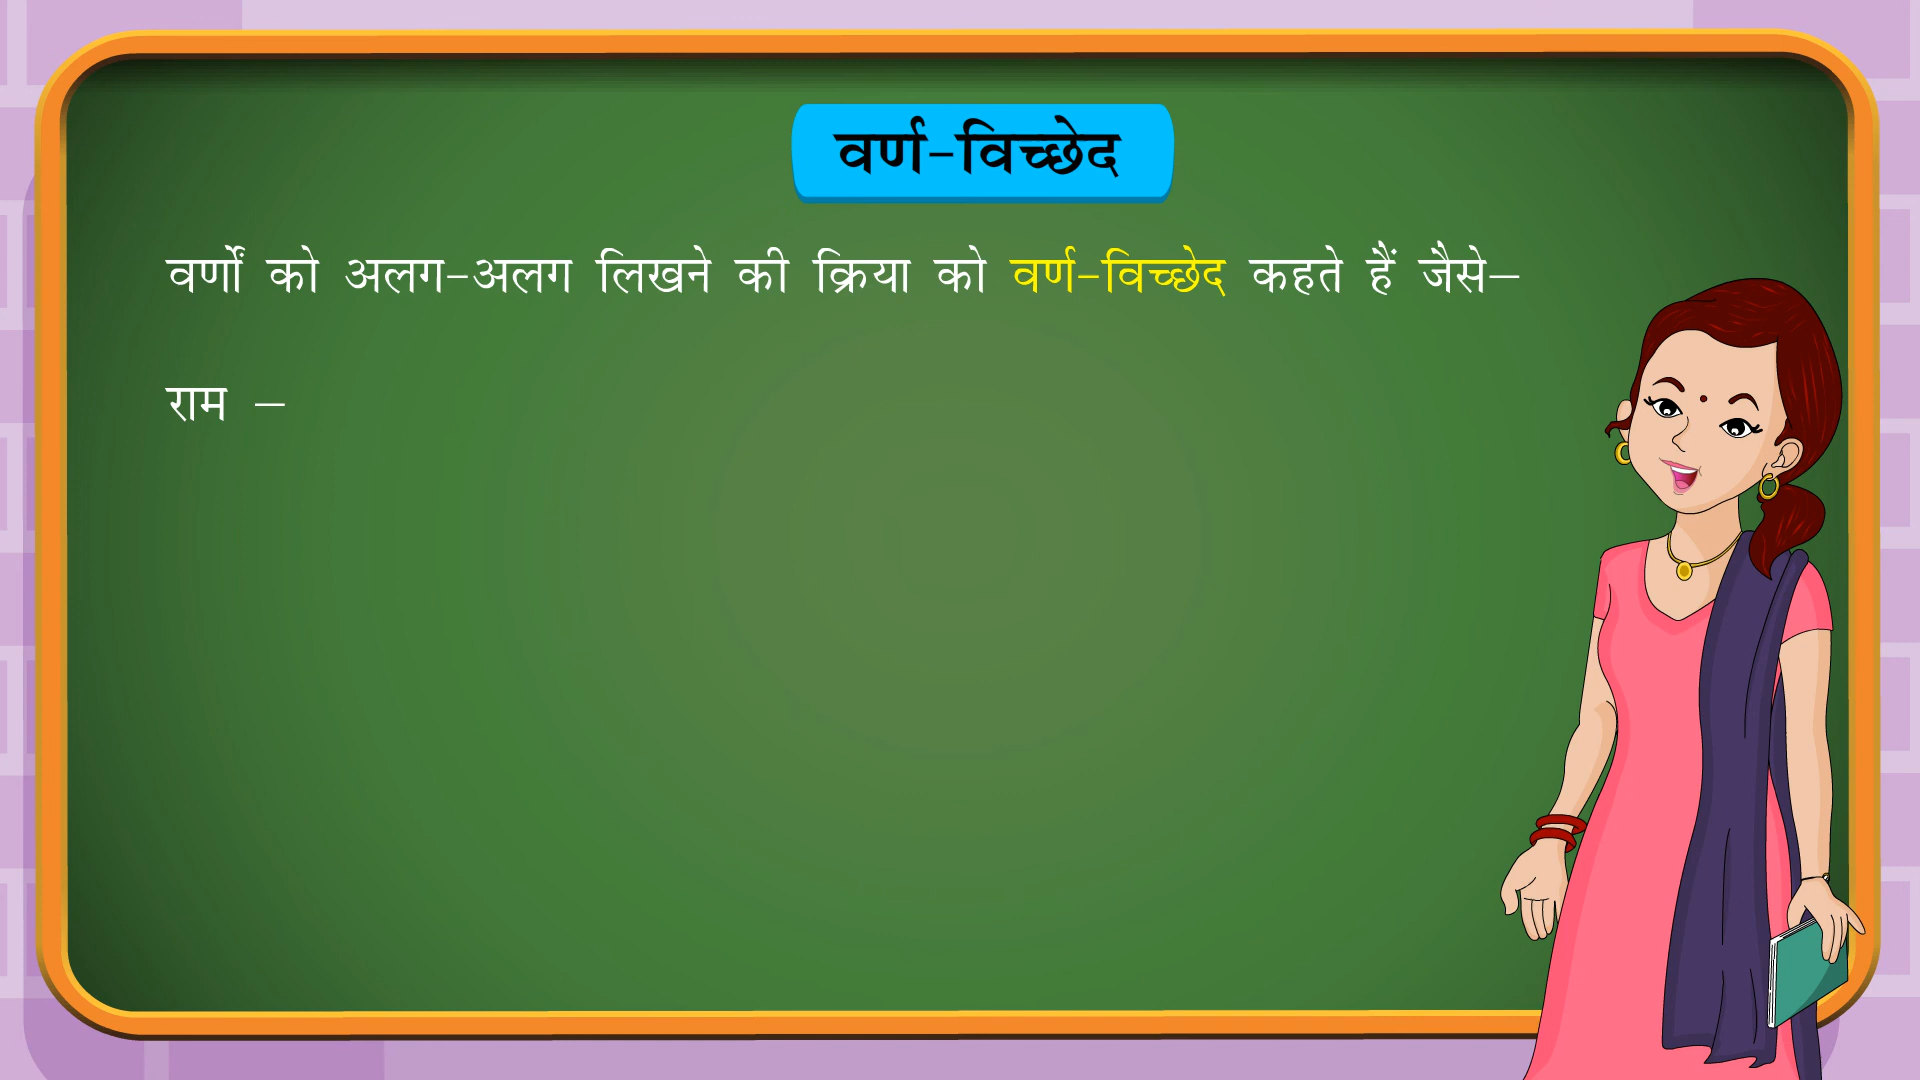 वर्ण-विच्छेद
वर्णों को अलग-अलग लिखने की क्रिया को वर्ण-विच्छेद कहते हैं जैसे–
राम –